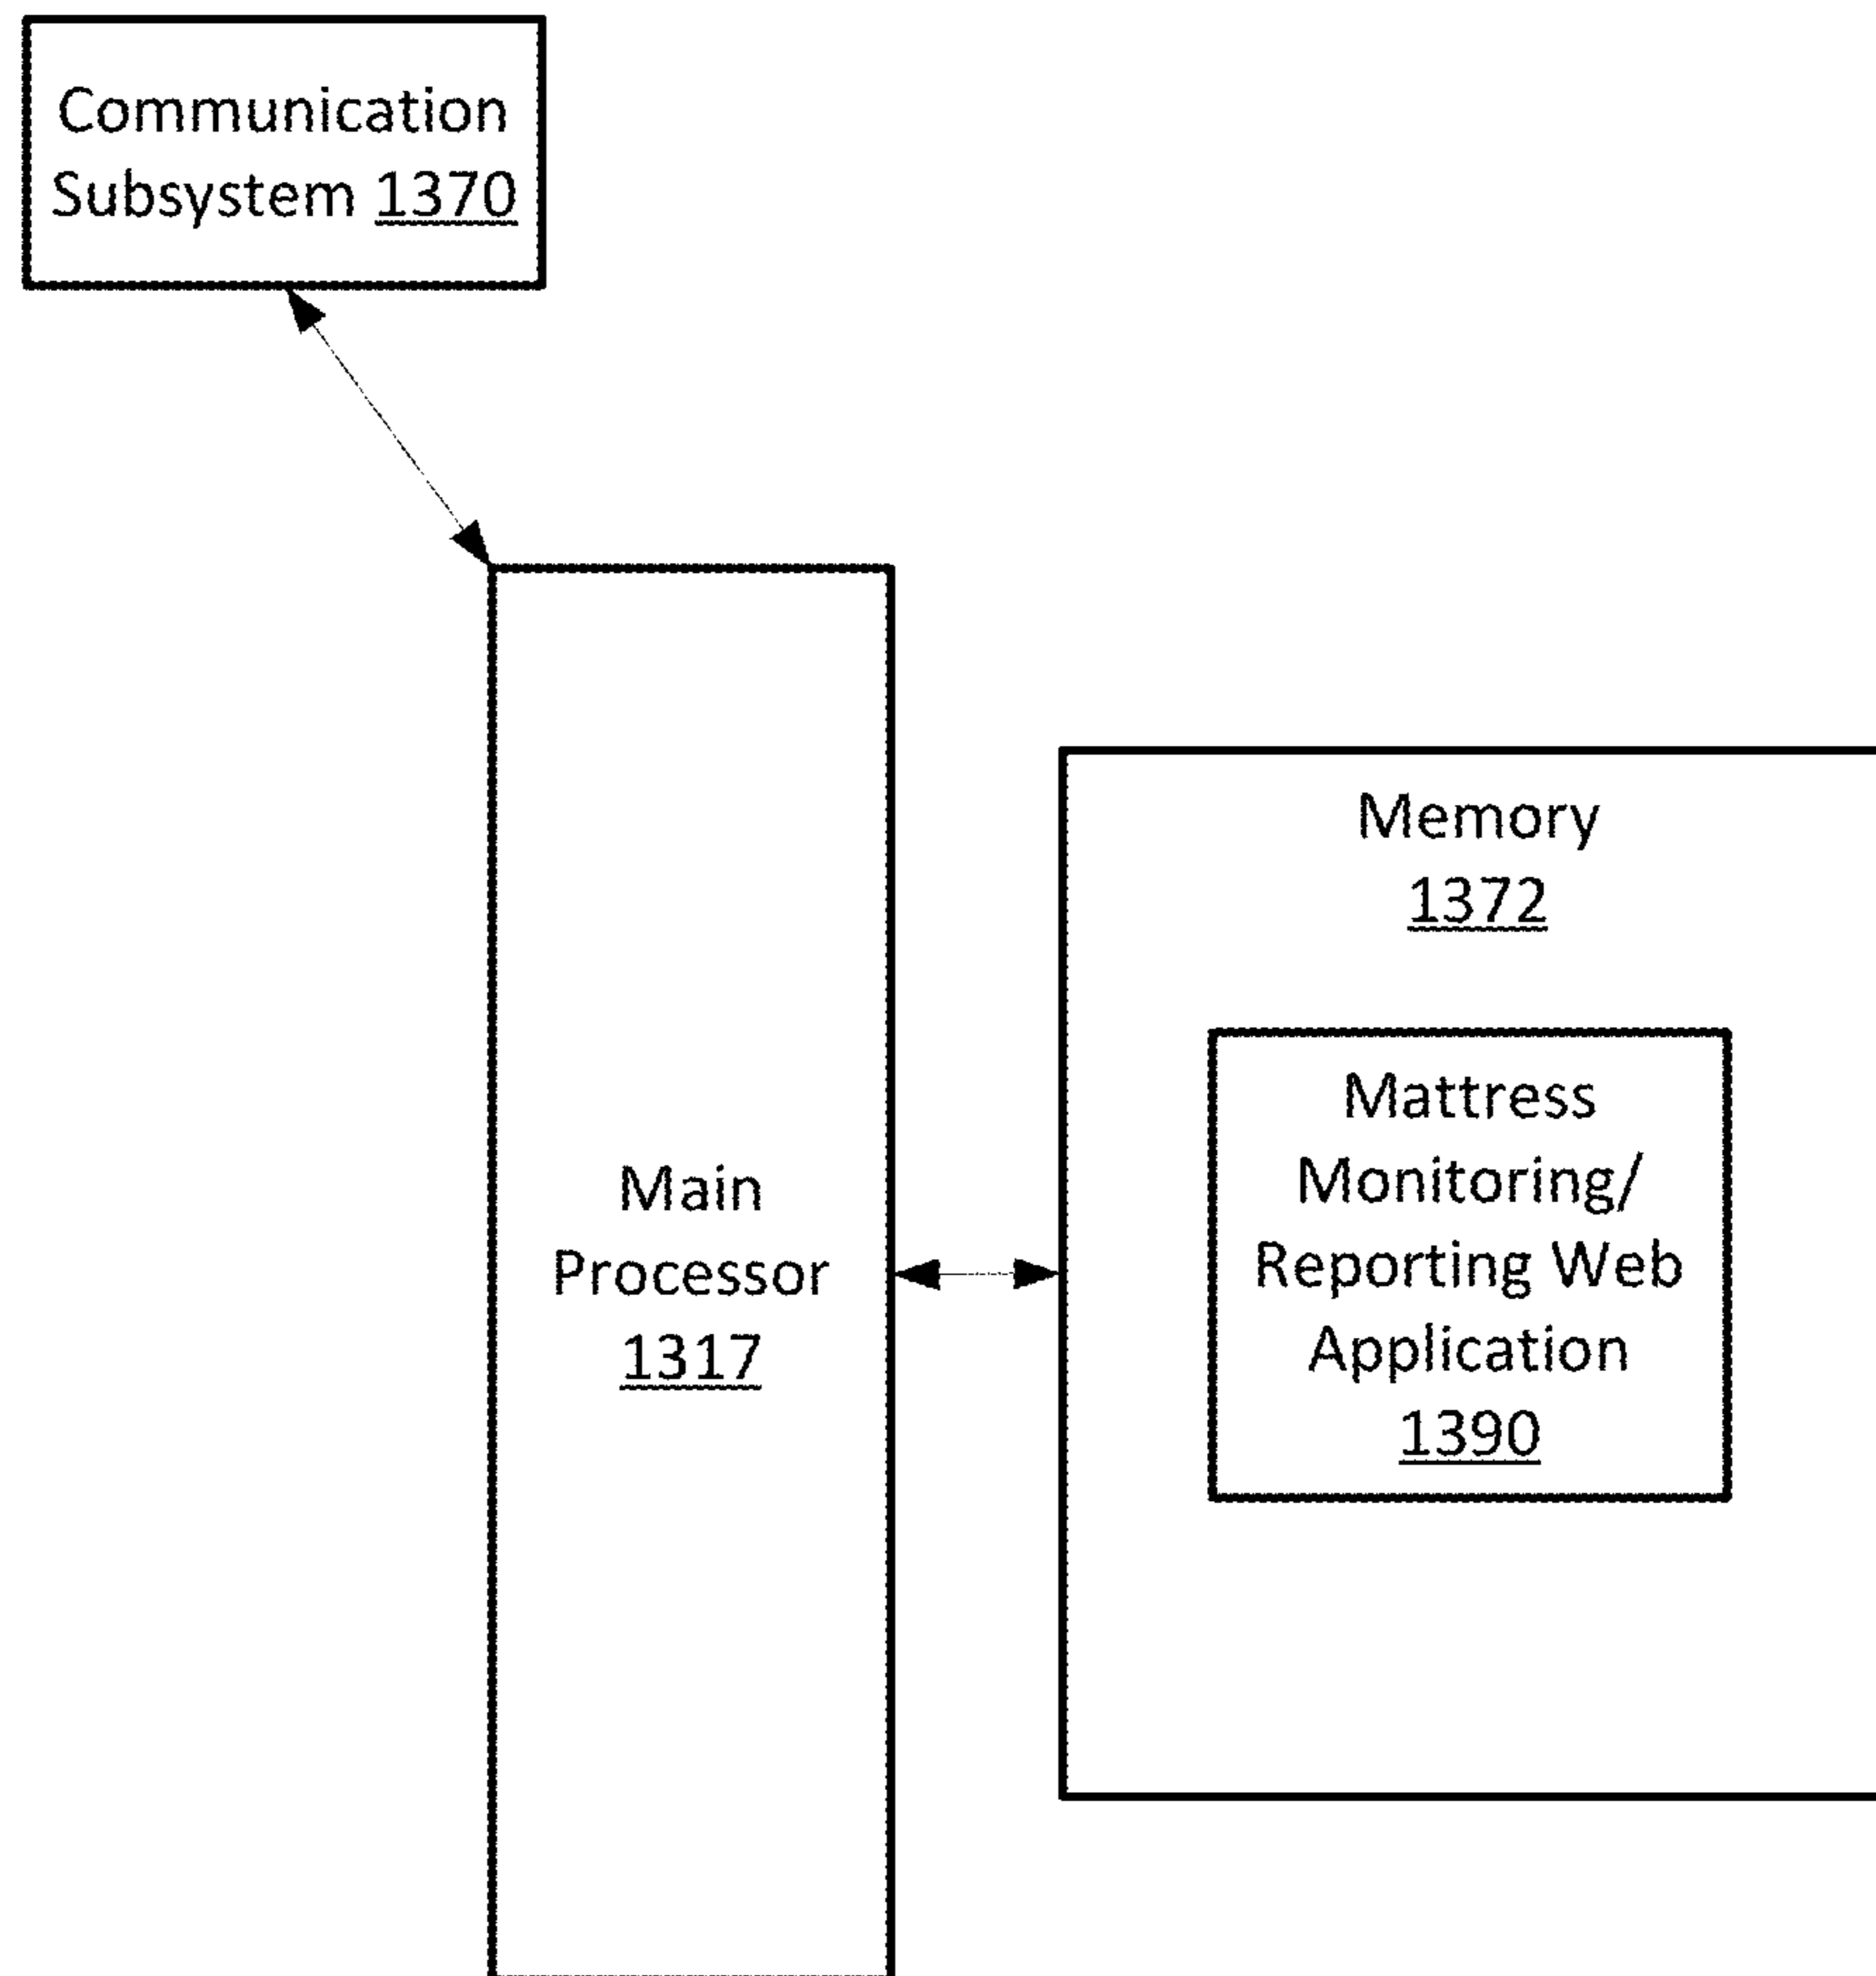 Communication
Subsystem 1370
Main
Processor
1317
Memory
1372
Mattress
Monitoring/
Reporting Web
Application
1390